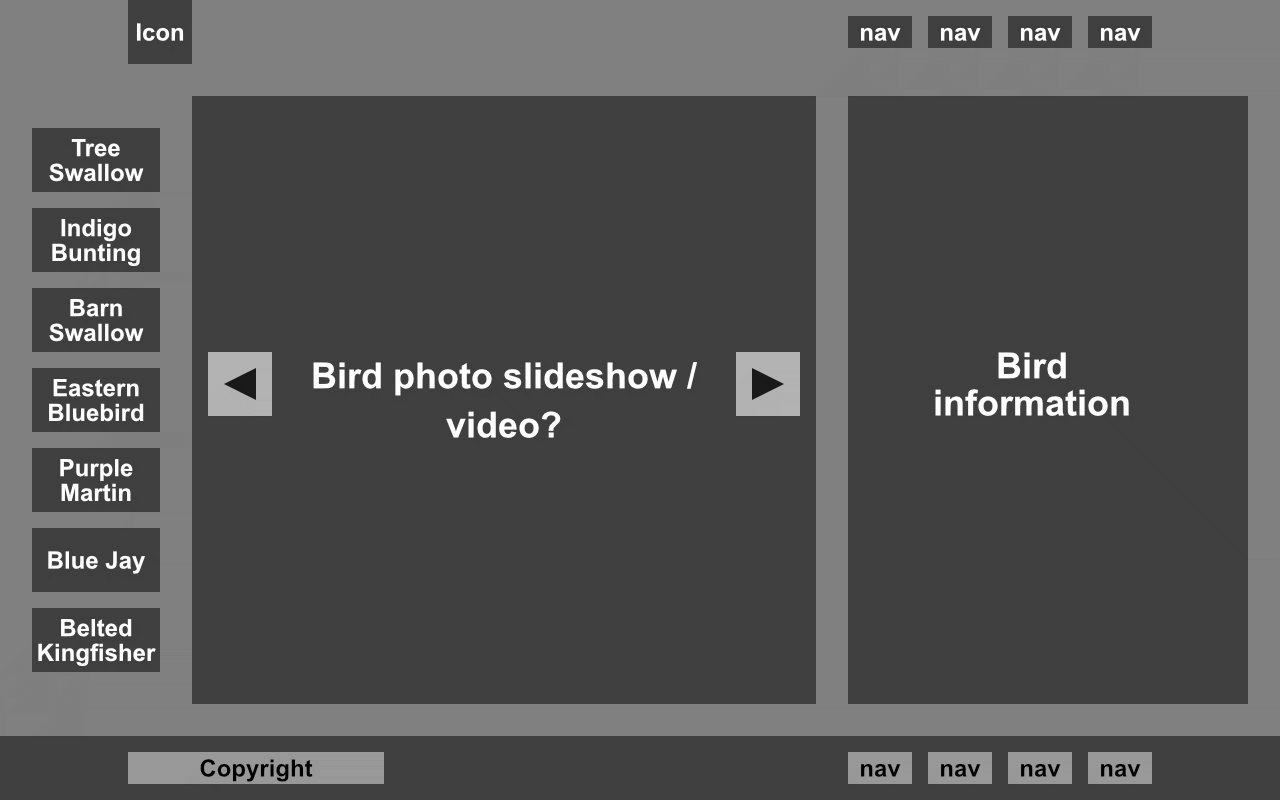 Icon
nav nav nav nav
Tree
Swallow
Indigo
Bunting
Barn
Swallow
Eastern
Bluebird
Purple
Martin
Blue Jay
Belted
Kingfisher
Bird photo slideshow /
video?
Bird
information
Copyright
nav nav nav nav